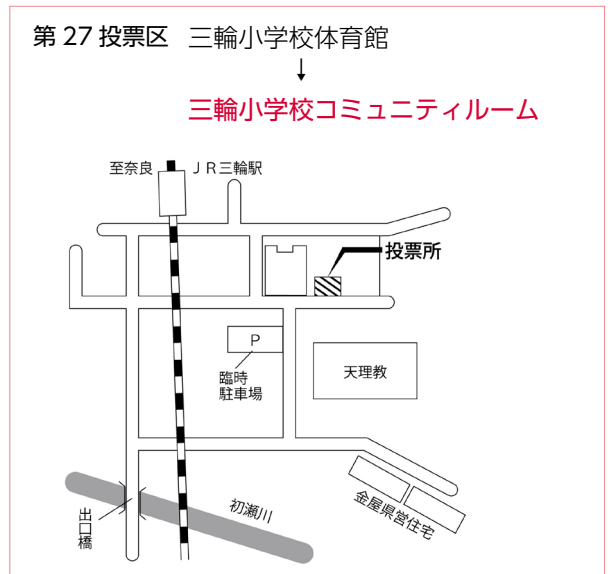 第27投票区 三輪小学校体育館
↓
三輪小学校コミュニティルーム
至奈良
ＪＲ三輪駅
投票所
P
臨時
駐車場
天理教
金屋県営住宅
初瀬川
出口橋